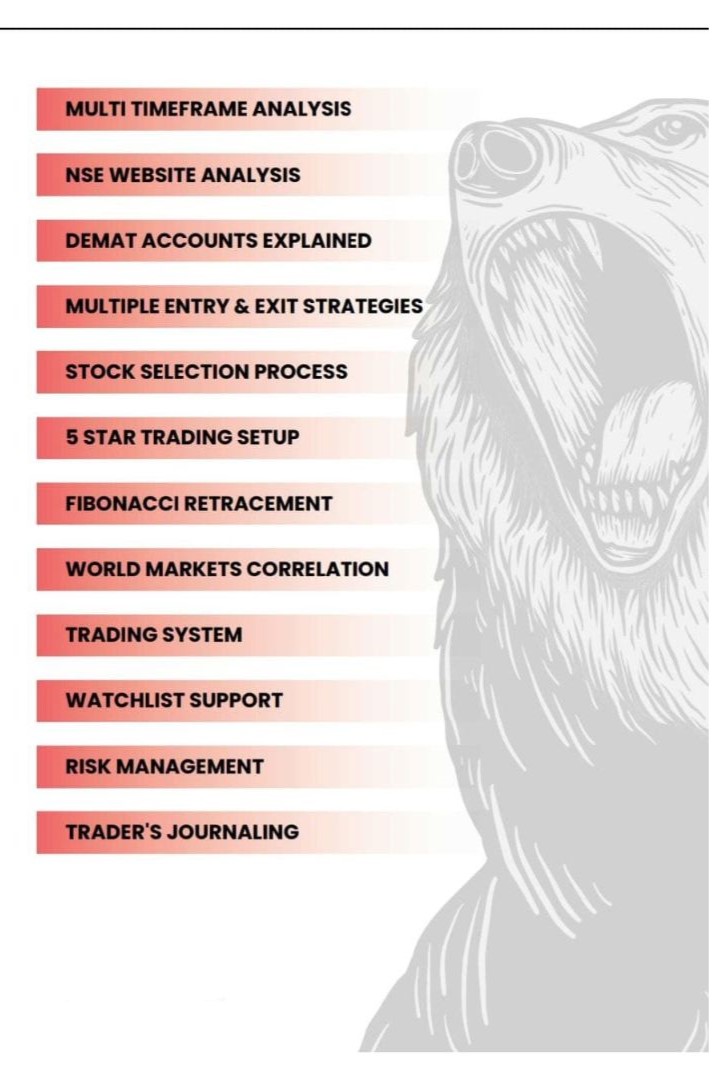 MULTI TIMEFRAME ANALYSIS
NSE WEBSITE ANALYSIS
DEMAT ACCOUNTS EXPLAINED
MULTIPLE ENTRY & EXIT STRATEGIES
STOCK SELECTION PROCESS
5 STAR TRADING SETUP
FIBONACCI RETRACEMENT
WORLD MARKETS CORRELATION
TRADING SYSTEM
WATCHLIST SUPPORT
RISK MANAGEMENT
TRADER'S JOURNALING